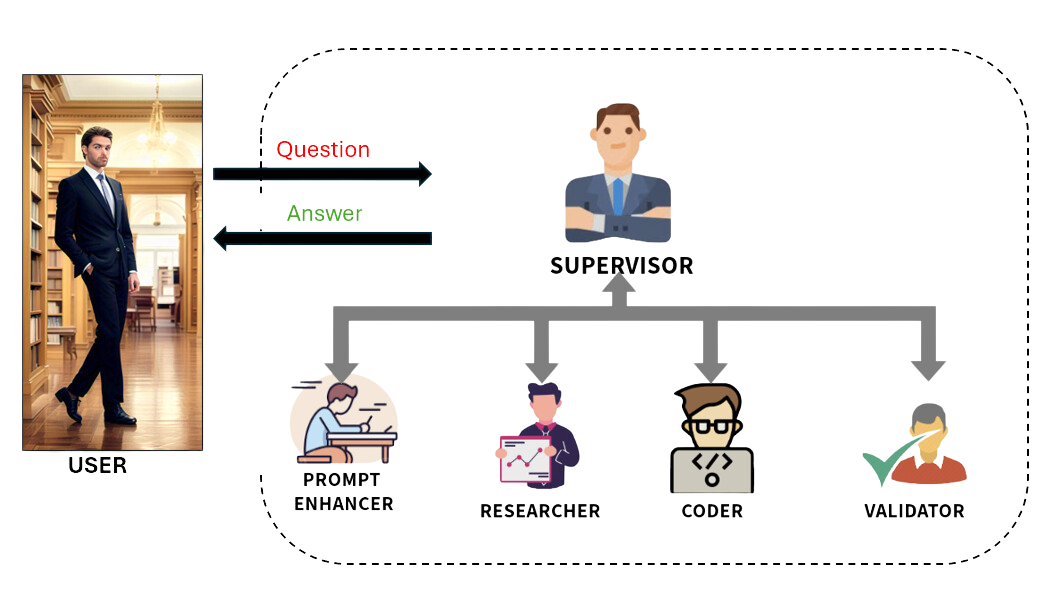 Question
Answer
SUPERVISOR
USER
PROMPT
ENHANCER
RESEARCHER
</>
CODER
VALIDATOR